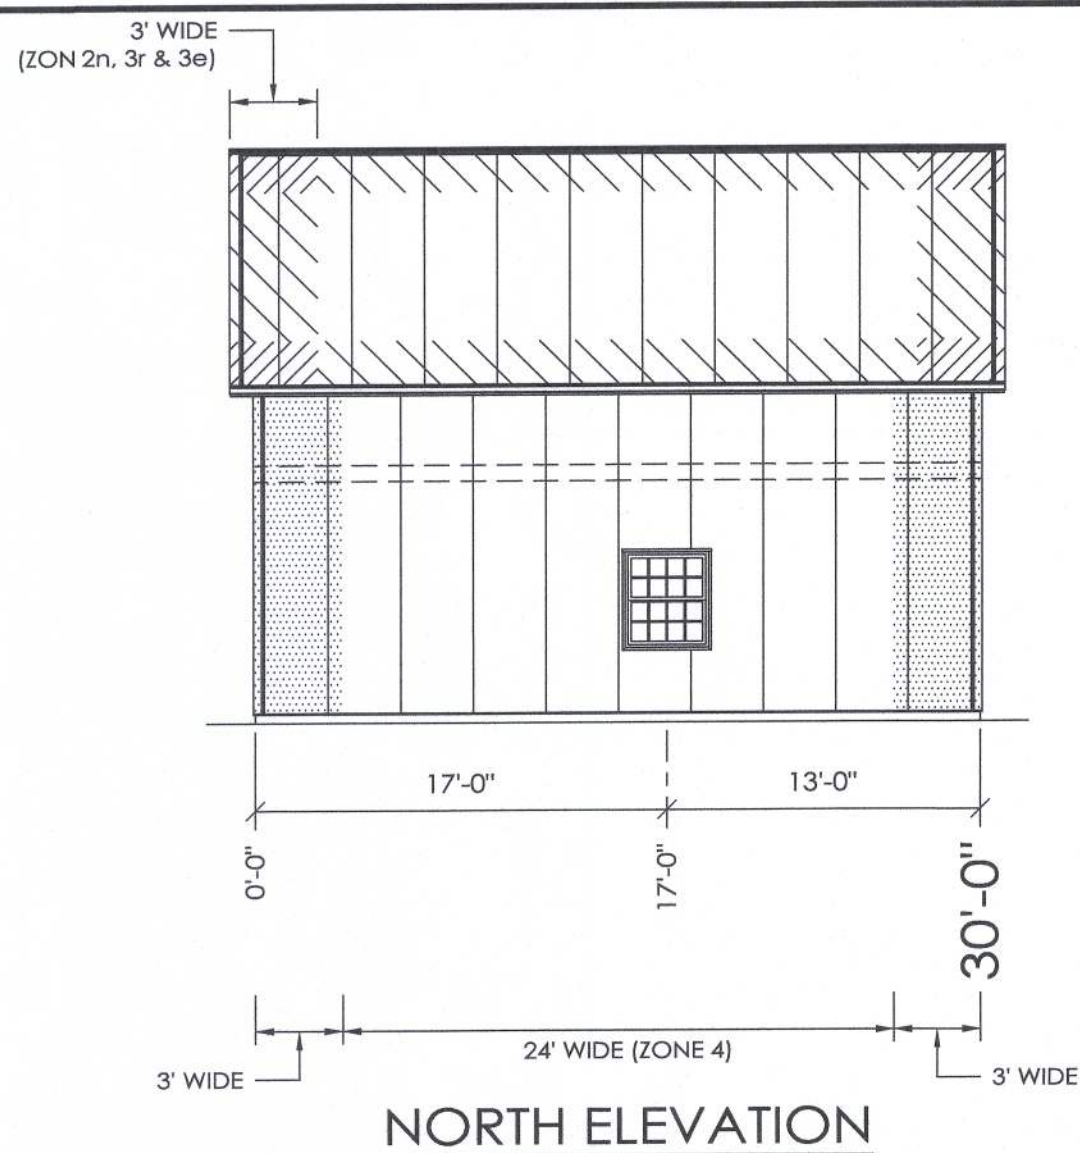 3' WIDE
(ZON 2n, 3r & 3e)
17'-0"
13'-0"
0'-0"
17'-0"
30'-0"
24' WIDE (ZONE 4)
3' WIDE
3' WIDE
NORTH ELEVATION